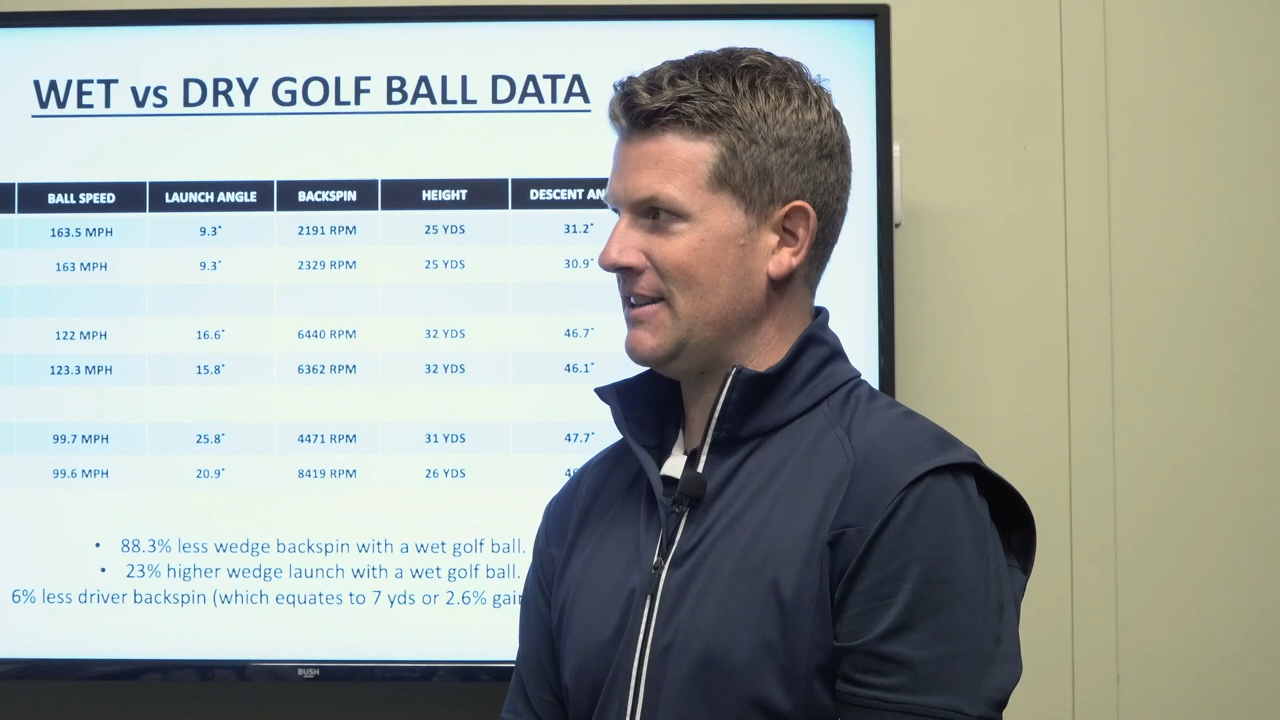 WET vs DRY GOLF BALL DATA
BALL SPEED LAUNCH ANGLE BACKSPIN HEIGHT DESCENT
163.5 MPH 9.3° 2191 RPM 25 YDS 31.2°
163 MPH 9.3° 2329 RPM 25 YDS 30.9°
122 MPH 16.6° 6440 RPM 32 YDS 46.7°
123.3 MPH 15.8° 6362 RPM 32 YDS 46.1°
99.7 MPH 25.8° 4471 RPM 31 YDS 47.7°
99.6 MPH 20.9° 8419 RPM 26 YDS
• 88.3% less wedge backspin with a wet golf ball.
• 23% higher wedge launch with a wet golf ball.
6% less driver backspin (which equates to 7 yds or 2.6%
BUSH